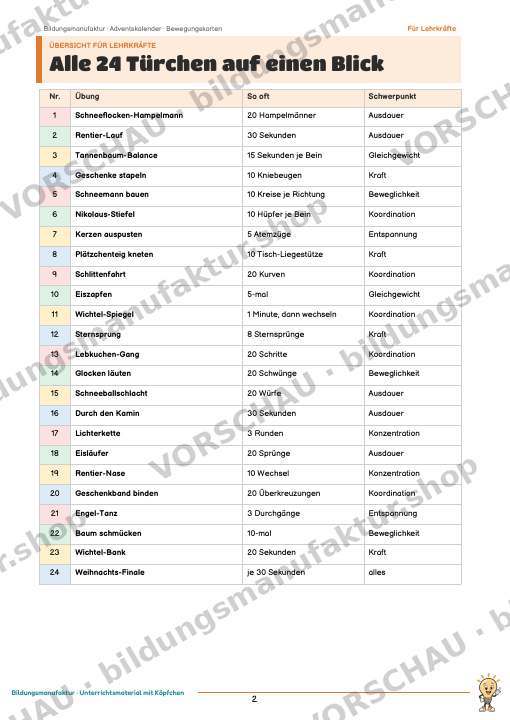 Bildungsmanufaktur · Adventskalender · Bewegungskarten Für Lehrkräfte
ÜBERSICHT FÜR LEHRKRÄFTE
Alle 24 Türchen auf einen Blick
Nr. Übung So oft Schwerpunkt
1 Schneeflocken-Hampelmann 20 Hampelmänner Ausdauer
2 Rentier-Lauf 30 Sekunden Ausdauer
3 Tannenbaum-Balance 15 Sekunden je Bein Gleichgewicht
4 Geschenke stapeln 10 Kniebeugen Kraft
5 Schneemann bauen 10 Kreise je Richtung Beweglichkeit
6 Nikolaus-Stiefel 10 Hüpfer je Bein Koordination
7 Kerzen auspusten 5 Atemzüge Entspannung
8 Plätzchenteig kneten 10 Tisch-Liegestütze Kraft
9 Schlittenfahrt 20 Kurven Koordination
10 Eiszapfen 5-mal Gleichgewicht
11 Wichtel-Spiegel 1 Minute, dann wechseln Koordination
12 Sternsprung 8 Sternsprünge Kraft
13 Lebkuchen-Gang 20 Schritte Koordination
14 Glocken läuten 20 Schwünge Beweglichkeit
15 Schneeballschlacht 20 Würfe Ausdauer
16 Durch den Kamin 30 Sekunden Ausdauer
17 Lichterkette 3 Runden Konzentration
18 Eisläufer 20 Sprünge Ausdauer
19 Rentier-Nase 10 Wechsel Konzentration
20 Geschenkband binden 20 Überkreuzungen Koordination
21 Engel-Tanz 3 Durchgänge Entspannung
22 Baum schmücken 10-mal Beweglichkeit
23 Wichtel-Bank 20 Sekunden Kraft
24 Weihnachts-Finale je 30 Sekunden alles
VORSCHAU · bildungsmanufaktur.shop
VORSCHAU · bildungsmanufaktur.shop
Bildungsmanufaktur · Unterrichtsmaterial mit Köpfchen
2